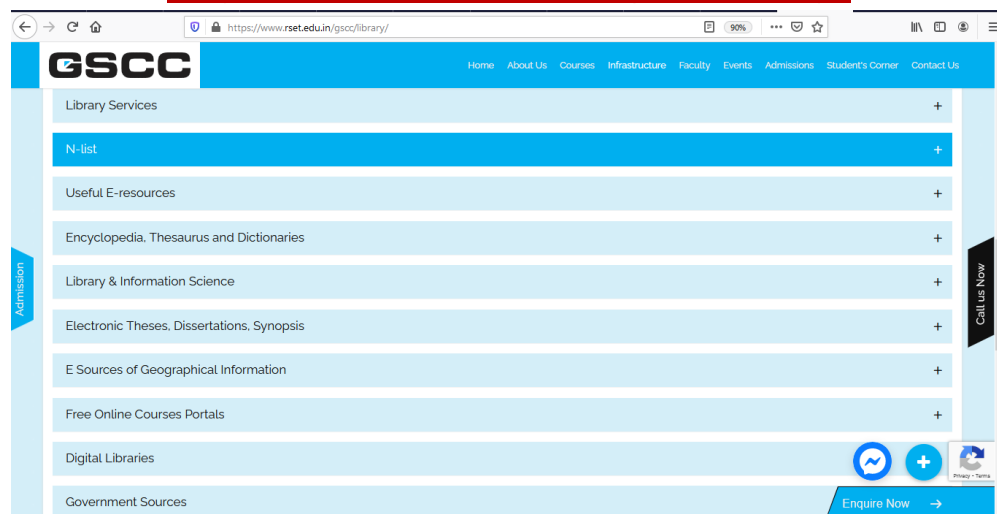 https://www.rset.edu.in/gscc/library/
90%
GSCC
Home About Us Courses Infrastructure Faculty Events Admissions Student's Corner Contact Us
Library Services +
N-list +
Useful E-resources +
Encyclopedia, Thesaurus and Dictionaries +
Library & Information Science +
Electronic Theses, Dissertations, Synopsis +
E Sources of Geographical Information +
Free Online Courses Portals +
Digital Libraries
Government Sources
Admission
Call us Now
Privacy - Terms
Enquire Now →